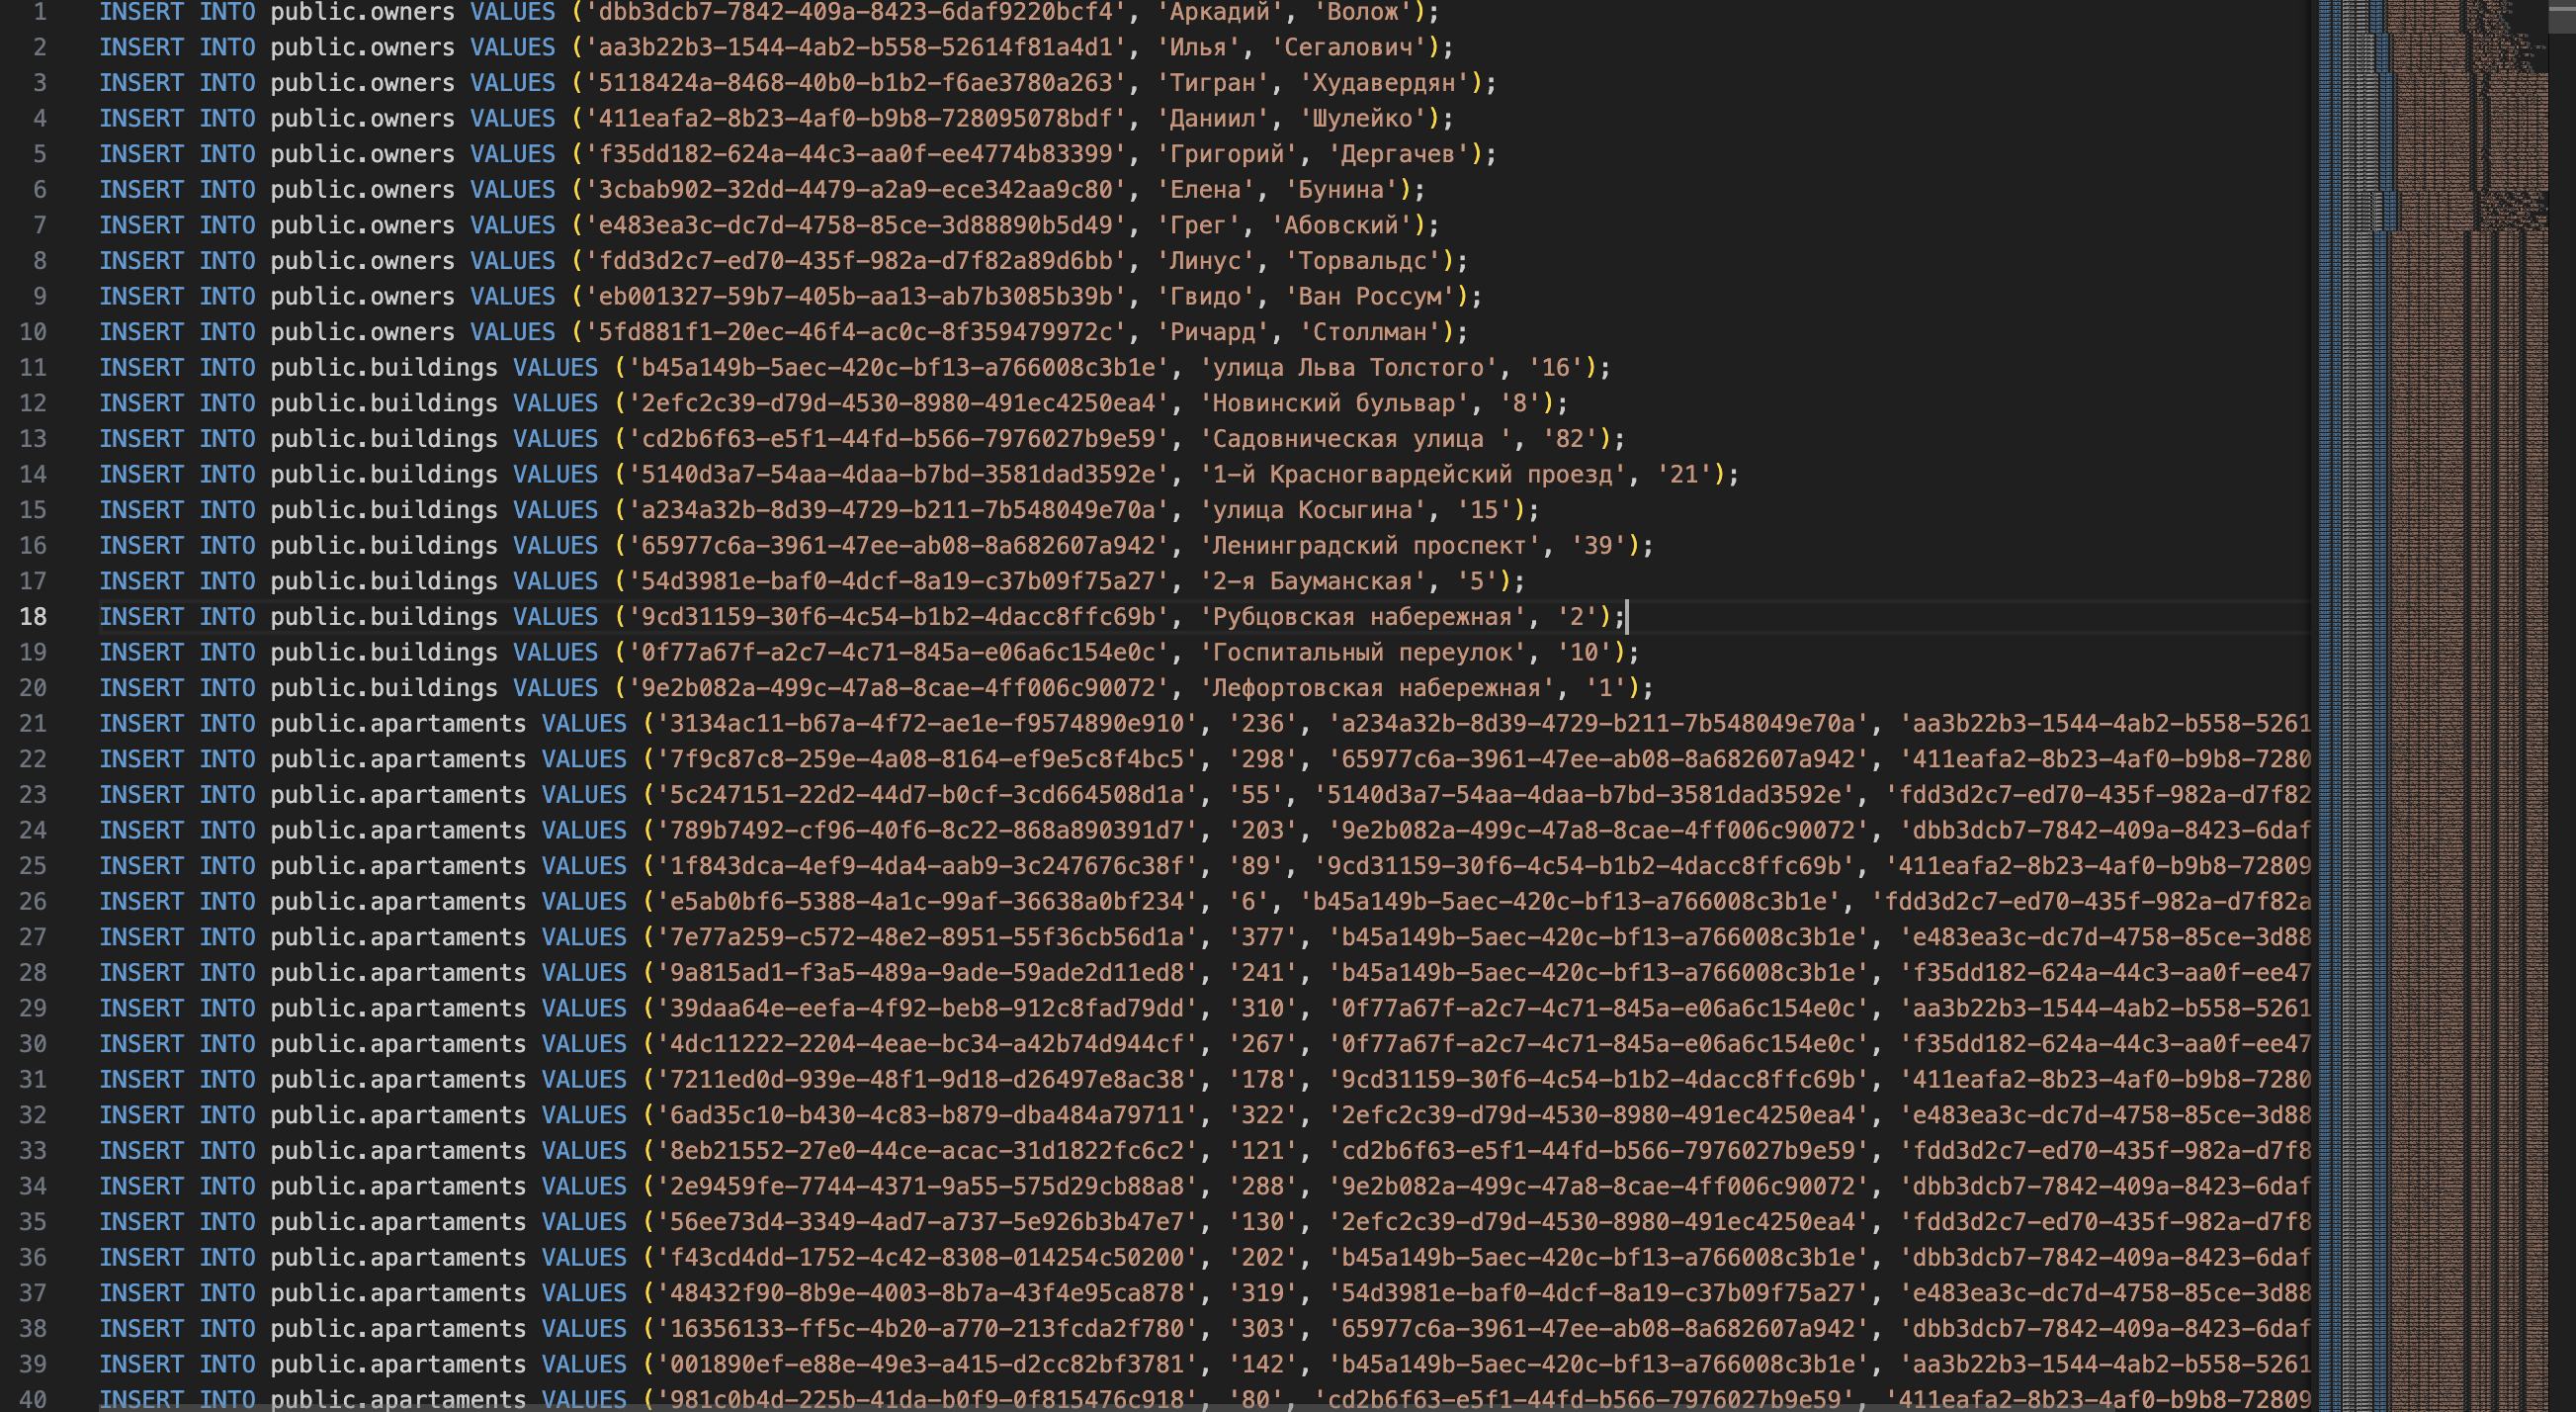 1 INSERT INTO public.owners VALUES ('dbb3dcb7-7842-409a-8423-6daf9220bcf4', 'Аркадий', 'Волож');
2 INSERT INTO public.owners VALUES ('aa3b22b3-1544-4ab2-b558-52614f81a4d1', 'Илья', 'Сегалович');
3 INSERT INTO public.owners VALUES ('5118424a-8468-40b0-b1b2-f6ae3780a263', 'Тигран', 'Худавердян');
4 INSERT INTO public.owners VALUES ('411eafa2-8b23-4af0-b9b8-728095078bdf', 'Даниил', 'Шулейко');
5 INSERT INTO public.owners VALUES ('f35dd182-624a-44c3-aa0f-ee4774b83399', 'Григорий', 'Дергачев');
6 INSERT INTO public.owners VALUES ('3cbab902-32dd-4479-a2a9-ece342aa9c80', 'Елена', 'Бунина');
7 INSERT INTO public.owners VALUES ('e483ea3c-dc7d-4758-85ce-3d88890b5d49', 'Грег', 'Абовский');
8 INSERT INTO public.owners VALUES ('fdd3d2c7-ed70-435f-982a-d7f82a89d6bb', 'Линус', 'Торвальдс');
9 INSERT INTO public.owners VALUES ('eb001327-59b7-405b-aa13-ab7b3085b39b', 'Гвидо', 'Ван Россум');
10 INSERT INTO public.owners VALUES ('5fd881f1-20ec-46f4-ac0c-8f359479972c', 'Ричард', 'Столлман');
11 INSERT INTO public.buildings VALUES ('b45a149b-5aec-420c-bf13-a766008c3b1e', 'улица Льва Толстого', '16');
12 INSERT INTO public.buildings VALUES ('2efc2c39-d79d-4530-8980-491ec4250ea4', 'Новинский бульвар', '8');
13 INSERT INTO public.buildings VALUES ('cd2b6f63-e5f1-44fd-b566-7976027b9e59', 'Садовническая улица ', '82');
14 INSERT INTO public.buildings VALUES ('5140d3a7-54aa-4daa-b7bd-3581dad3592e', '1-й Красногвардейский проезд', '21');
15 INSERT INTO public.buildings VALUES ('a234a32b-8d39-4729-b211-7b548049e70a', 'улица Косыгина', '15');
16 INSERT INTO public.buildings VALUES ('65977c6a-3961-47ee-ab08-8a682607a942', 'Ленинградский проспект', '39');
17 INSERT INTO public.buildings VALUES ('54d3981e-baf0-4dcf-8a19-c37b09f75a27', '2-я Бауманская', '5');
18 INSERT INTO public.buildings VALUES ('9cd31159-30f6-4c54-b1b2-4dacc8ffc69b', 'Рубцовская набережная', '2');
19 INSERT INTO public.buildings VALUES ('0f77a67f-a2c7-4c71-845a-e06a6c154e0c', 'Госпитальный переулок', '10');
20 INSERT INTO public.buildings VALUES ('9e2b082a-499c-47a8-8cae-4ff006c90072', 'Лефортовская набережная', '1');
21 INSERT INTO public.apartaments VALUES ('3134ac11-b67a-4f72-ae1e-f9574890e910', '236', 'a234a32b-8d39-4729-b211-7b548049e70a', 'aa3b22b3-1544-4ab2-b558-5261
22 INSERT INTO public.apartaments VALUES ('7f9c87c8-259e-4a08-8164-ef9e5c8f4bc5', '298', '65977c6a-3961-47ee-ab08-8a682607a942', '411eafa2-8b23-4af0-b9b8-7280
23 INSERT INTO public.apartaments VALUES ('5c247151-22d2-44d7-b0cf-3cd664508d1a', '55', '5140d3a7-54aa-4daa-b7bd-3581dad3592e', 'fdd3d2c7-ed70-435f-982a-d7f82
24 INSERT INTO public.apartaments VALUES ('789b7492-cf96-40f6-8c22-868a890391d7', '203', '9e2b082a-499c-47a8-8cae-4ff006c90072', 'dbb3dcb7-7842-409a-8423-6daf
25 INSERT INTO public.apartaments VALUES ('1f843dca-4ef9-4da4-aab9-3c247676c38f', '89', '9cd31159-30f6-4c54-b1b2-4dacc8ffc69b', '411eafa2-8b23-4af0-b9b8-72809
26 INSERT INTO public.apartaments VALUES ('e5ab0bf6-5388-4a1c-99af-36638a0bf234', '6', 'b45a149b-5aec-420c-bf13-a766008c3b1e', 'fdd3d2c7-ed70-435f-982a-d7f82a
27 INSERT INTO public.apartaments VALUES ('7e77a259-c572-48e2-8951-55f36cb56d1a', '377', 'b45a149b-5aec-420c-bf13-a766008c3b1e', 'e483ea3c-dc7d-4758-85ce-3d88
28 INSERT INTO public.apartaments VALUES ('9a815ad1-f3a5-489a-9ade-59ade2d11ed8', '241', 'b45a149b-5aec-420c-bf13-a766008c3b1e', 'f35dd182-624a-44c3-aa0f-ee47
29 INSERT INTO public.apartaments VALUES ('39daa64e-eefa-4f92-beb8-912c8fad79dd', '310', '0f77a67f-a2c7-4c71-845a-e06a6c154e0c', 'aa3b22b3-1544-4ab2-b558-5261
30 INSERT INTO public.apartaments VALUES ('4dc11222-2204-4eae-bc34-a42b74d944cf', '267', '0f77a67f-a2c7-4c71-845a-e06a6c154e0c', 'f35dd182-624a-44c3-aa0f-ee47
31 INSERT INTO public.apartaments VALUES ('7211ed0d-939e-48f1-9d18-d26497e8ac38', '178', '9cd31159-30f6-4c54-b1b2-4dacc8ffc69b', '411eafa2-8b23-4af0-b9b8-7280
32 INSERT INTO public.apartaments VALUES ('6ad35c10-b430-4c83-b879-dba484a79711', '322', '2efc2c39-d79d-4530-8980-491ec4250ea4', 'e483ea3c-dc7d-4758-85ce-3d88
33 INSERT INTO public.apartaments VALUES ('8eb21552-27e0-44ce-acac-31d1822fc6c2', '121', 'cd2b6f63-e5f1-44fd-b566-7976027b9e59', 'fdd3d2c7-ed70-435f-982a-d7f8
34 INSERT INTO public.apartaments VALUES ('2e9459fe-7744-4371-9a55-575d29cb88a8', '288', '9e2b082a-499c-47a8-8cae-4ff006c90072', 'dbb3dcb7-7842-409a-8423-6daf
35 INSERT INTO public.apartaments VALUES ('56ee73d4-3349-4ad7-a737-5e926b3b47e7', '130', '2efc2c39-d79d-4530-8980-491ec4250ea4', 'fdd3d2c7-ed70-435f-982a-d7f8
36 INSERT INTO public.apartaments VALUES ('f43cd4dd-1752-4c42-8308-014254c50200', '202', 'b45a149b-5aec-420c-bf13-a766008c3b1e', 'dbb3dcb7-7842-409a-8423-6daf
37 INSERT INTO public.apartaments VALUES ('48432f90-8b9e-4003-8b7a-43f4e95ca878', '319', '54d3981e-baf0-4dcf-8a19-c37b09f75a27', 'e483ea3c-dc7d-4758-85ce-3d88
38 INSERT INTO public.apartaments VALUES ('16356133-ff5c-4b20-a770-213fcda2f780', '303', '65977c6a-3961-47ee-ab08-8a682607a942', 'dbb3dcb7-7842-409a-8423-6daf
39 INSERT INTO public.apartaments VALUES ('001890ef-e88e-49e3-a415-d2cc82bf3781', '142', 'b45a149b-5aec-420c-bf13-a766008c3b1e', 'aa3b22b3-1544-4ab2-b558-5261
40 INSERT INTO public.apartaments VALUES ('981c0b4d-225b-41da-b0f9-0f815476c918', '80', 'cd2b6f63-e5f1-44fd-b566-7976027b9e59', '411eafa2-8b23-4af0-b9b8-72809